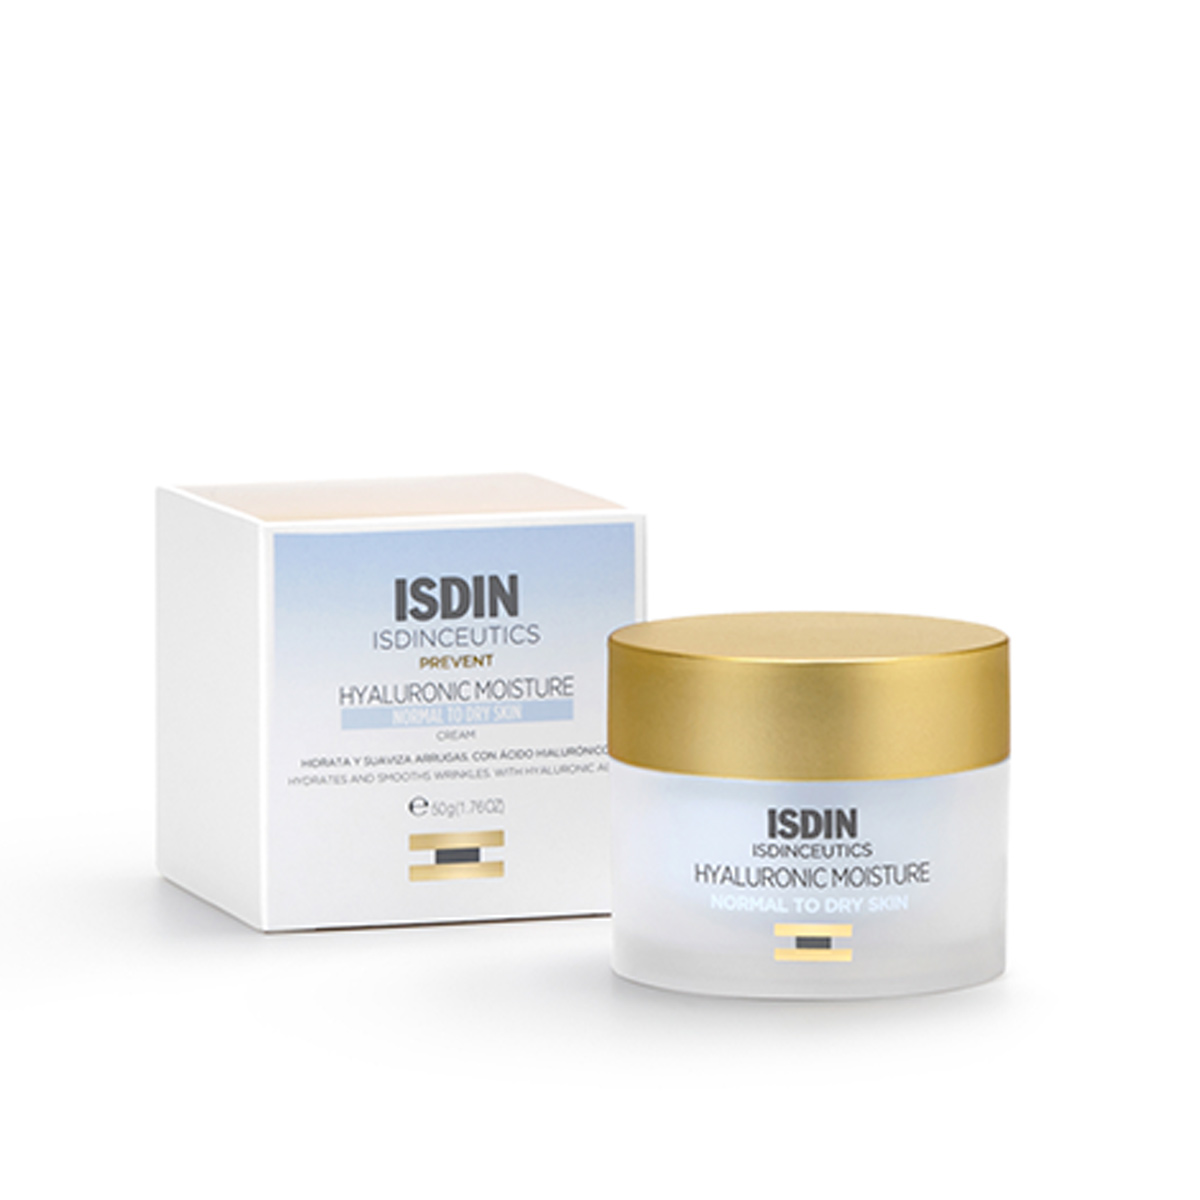 ISDIN
ISDINCEUTICS
PREVENT
HYALURONIC MOISTURE
NORMAL TO DRY SKIN
CREAM
HIDRATA Y SUAVIZA ARRUGAS. CON ÁCIDO HIALURÓNICO
HYDRATES AND SMOOTHS WRINKLES. WITH HYALURONIC
℮ 50g(1.76OZ)
ISDIN
ISDINCEUTICS
HYALURONIC MOISTURE
NORMAL TO DRY SKIN